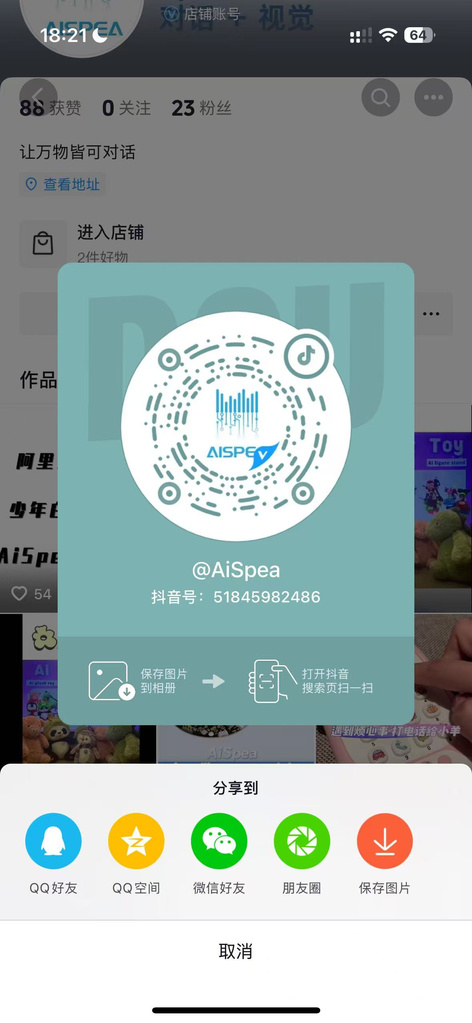 18:21
64
AISPEA
对话 - 视觉
店铺账号
88 获赞 0 关注 23 粉丝
让万物皆可对话
查看地址
进入店铺
2件好物
作品
DOU
AISPE
@AiSpea
抖音号：51845982486
保存图片
到相册
打开抖音
搜索页扫一扫
阿里
少年白
AiSpe
54
Toy
AI
AiSpea
遇到烦心事·打电话给小羊
分享到
QQ好友
QQ空间
微信好友
朋友圈
保存图片
取消